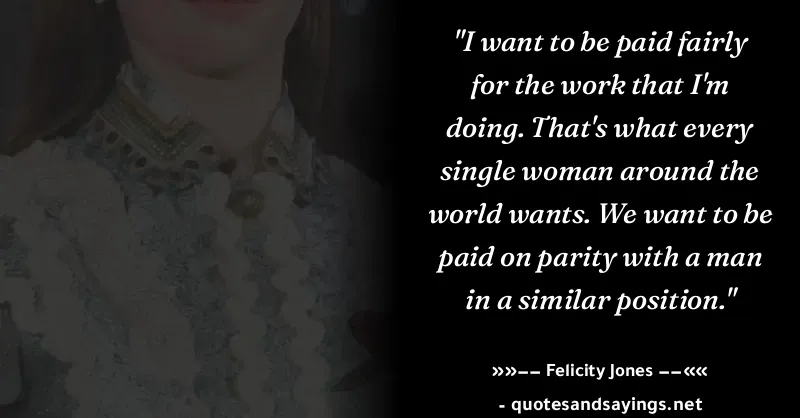 "I want to be paid fairly
for the work that I'm
doing. That's what every
single woman around the
world wants. We want to be
paid on parity with a man
in a similar position."
»»−− Felicity Jones −−««
- quotesandsayings.net